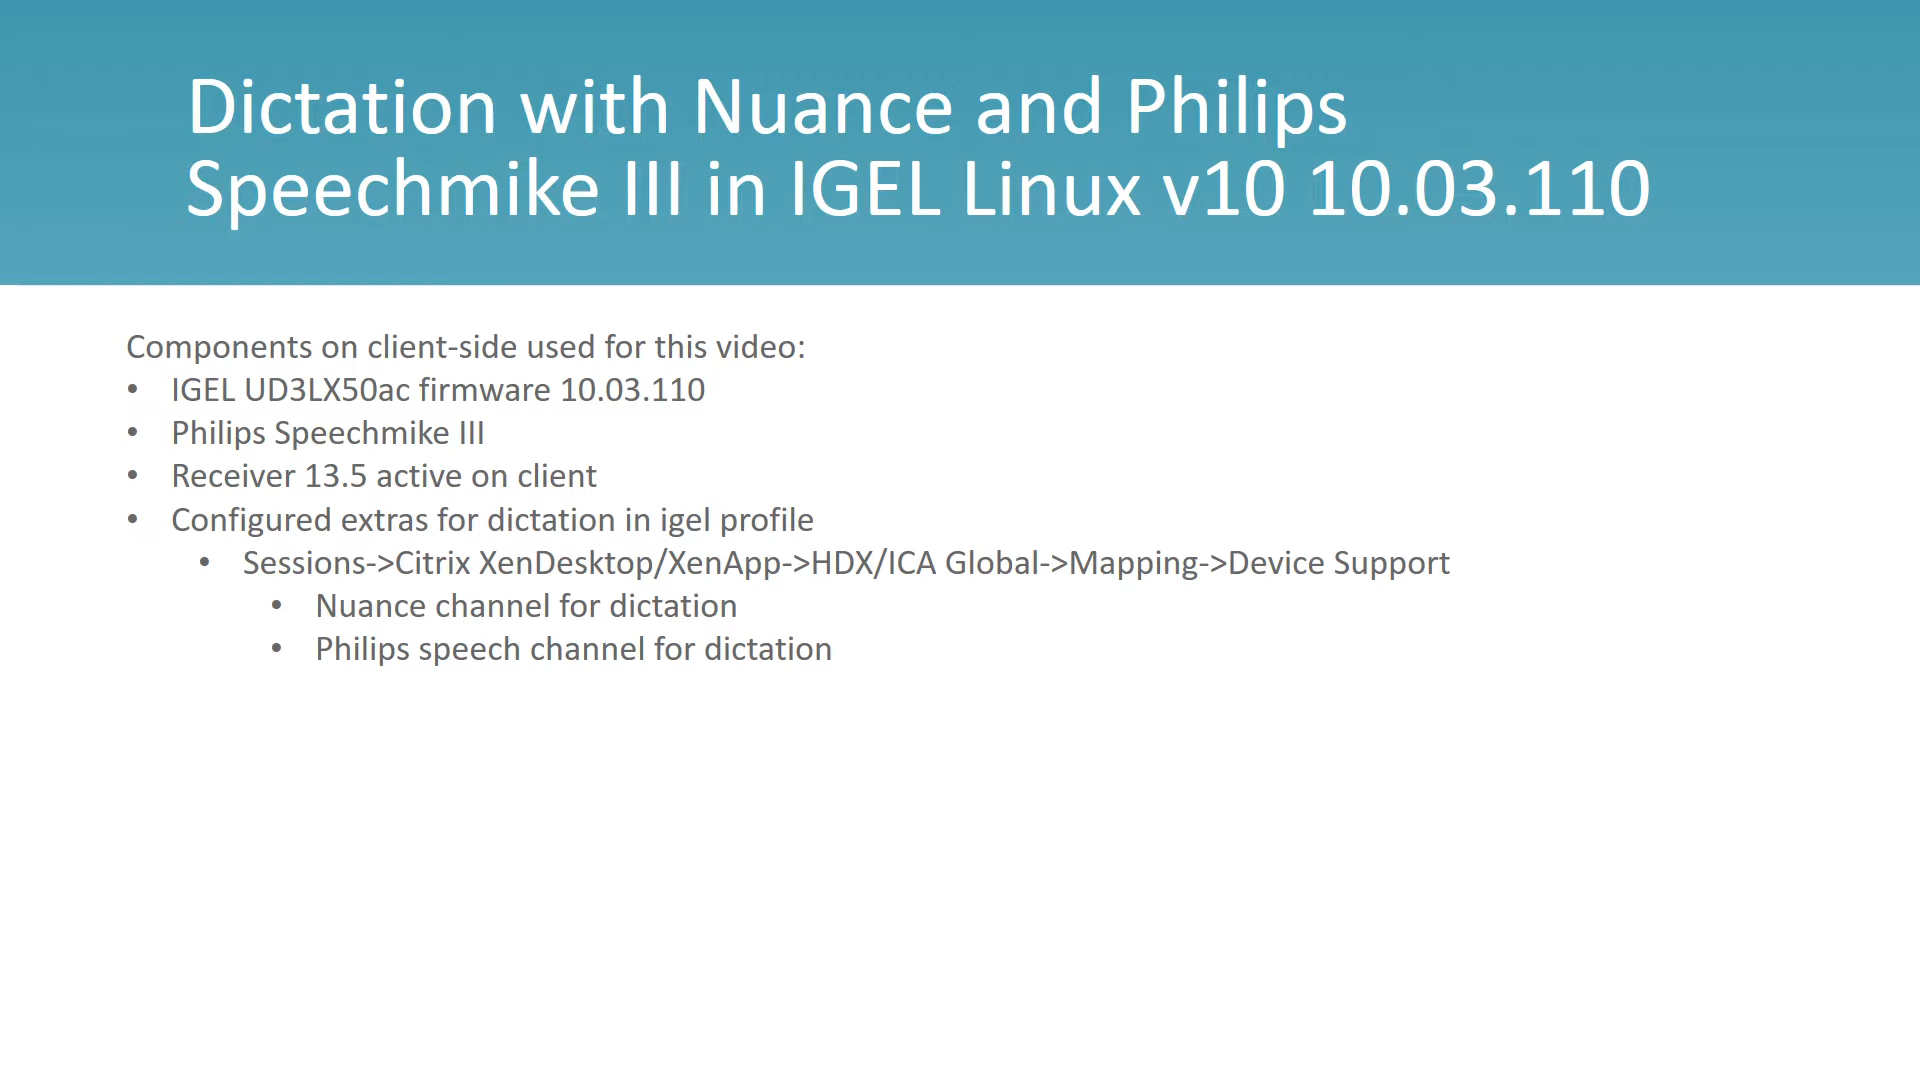 Dictation with Nuance and Philips
Speechmike III in IGEL Linux v10 10.03.110
Components on client-side used for this video:
• IGEL UD3LX50ac firmware 10.03.110
• Philips Speechmike III
• Receiver 13.5 active on client
• Configured extras for dictation in igel profile
• Sessions->Citrix XenDesktop/XenApp->HDX/ICA Global->Mapping->Device Support
• Nuance channel for dictation
• Philips speech channel for dictation